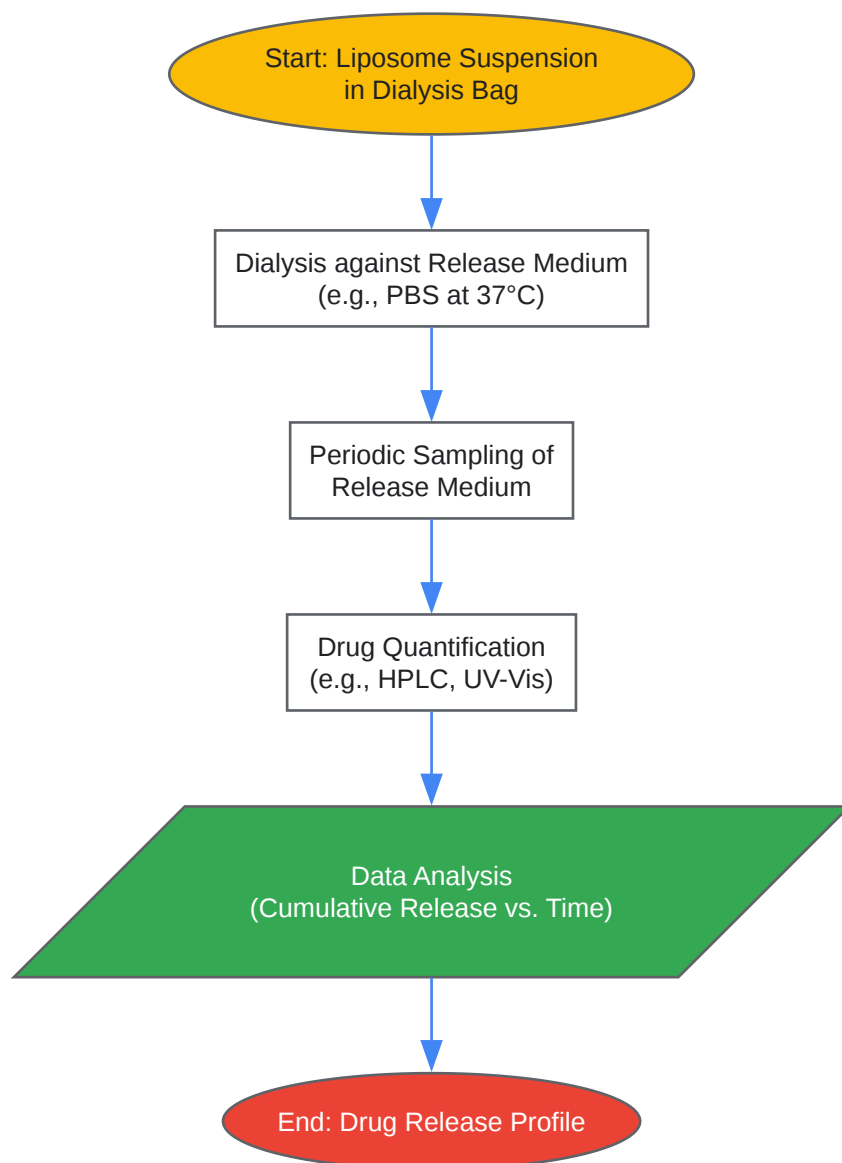 Start: Liposome Suspension
in Dialysis Bag
Dialysis against Release Medium
(e.g., PBS at 37°C)
Periodic Sampling of
Release Medium
Drug Quantification
(e.g., HPLC, UV-Vis)
Data Analysis
(Cumulative Release vs. Time)
End: Drug Release Profile